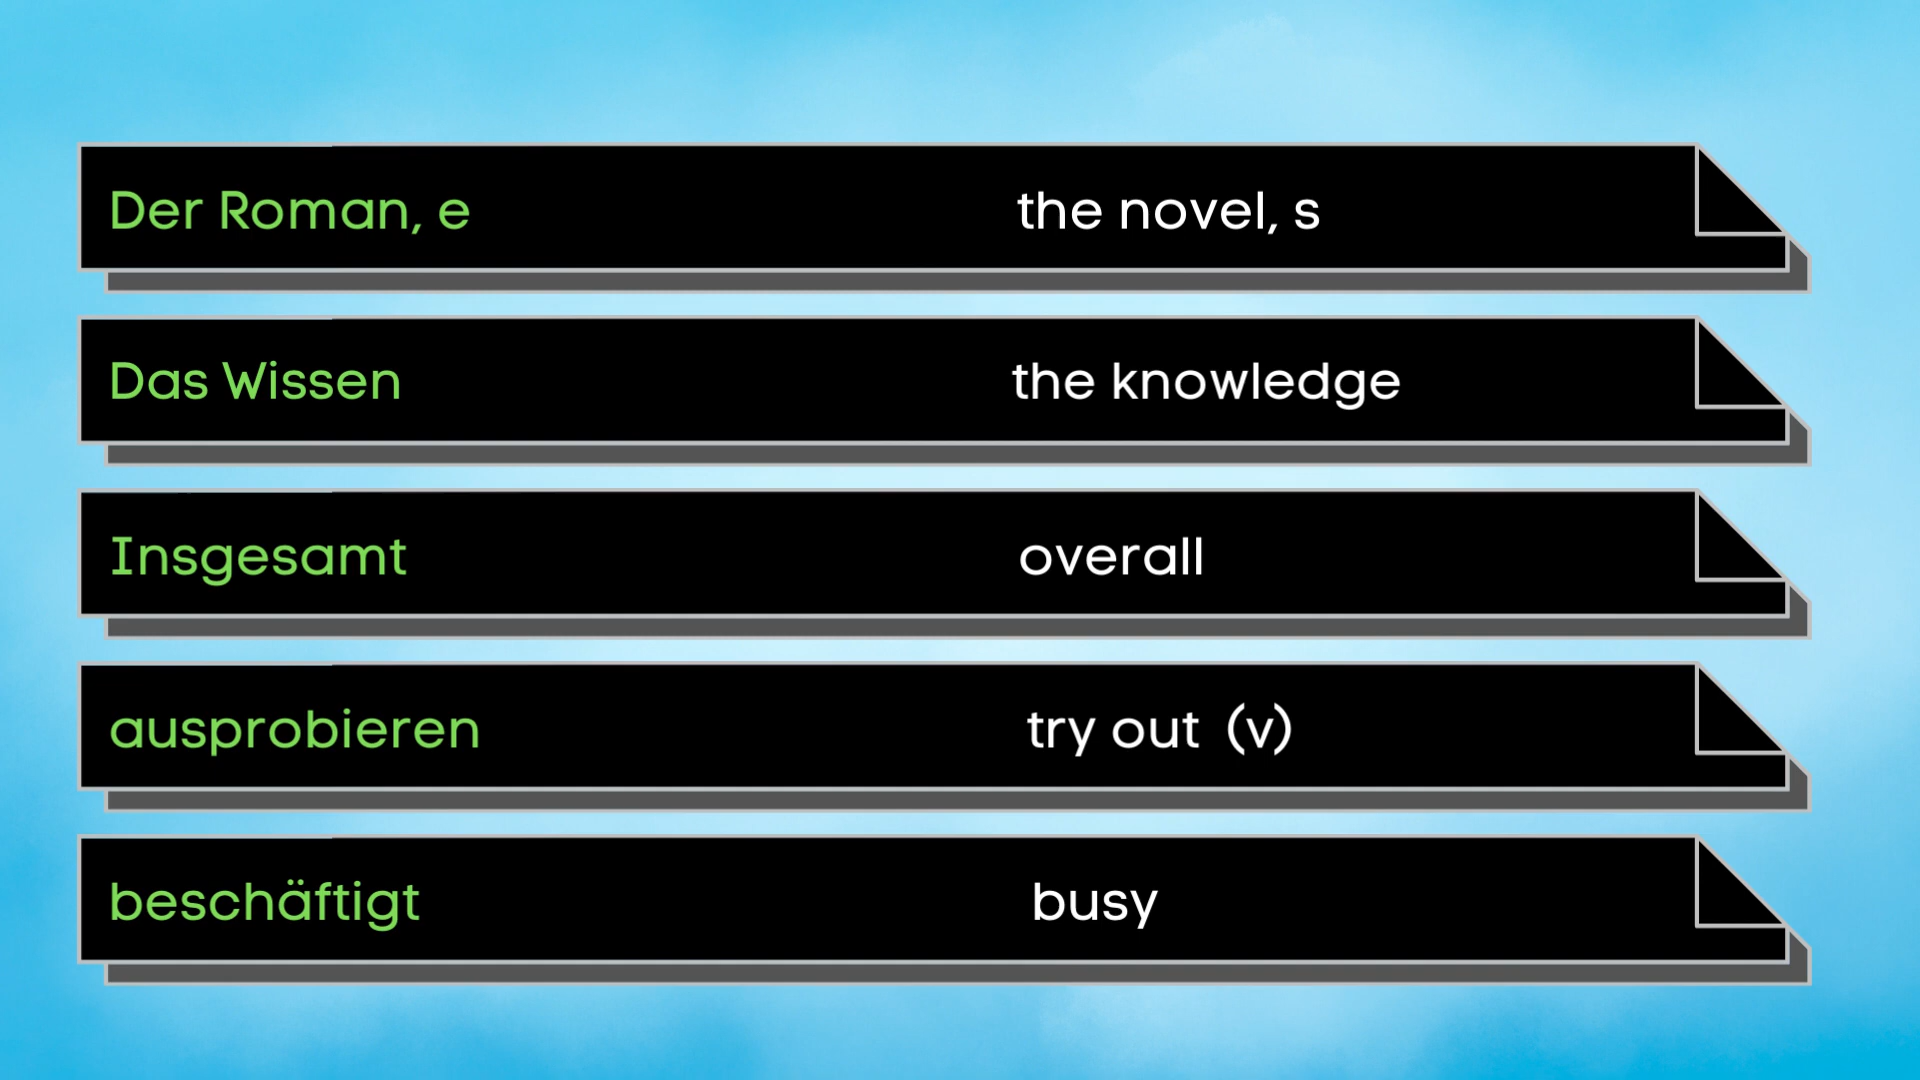 Der Roman, e the novel, s
Das Wissen the knowledge
Insgesamt overall
ausprobieren try out (v)
beschäftigt busy